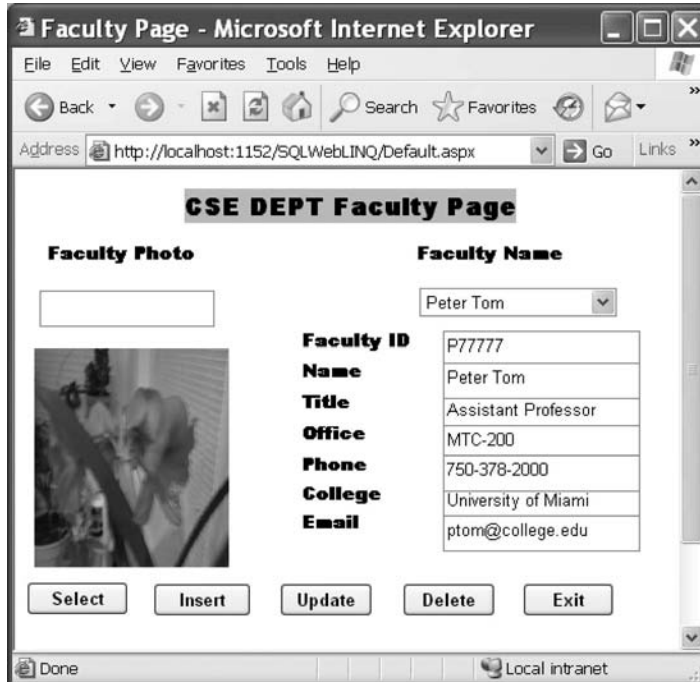 Faculty Page - Microsoft Internet Explorer
File Edit View Favorites Tools Help
Back Search Favorites »
Address http://localhost:1152/SQLWebLINQ/Default.aspx Go Links »
CSE DEPT Faculty Page
Faculty Photo Faculty Name
Peter Tom
Faculty ID P77777
Name Peter Tom
Title Assistant Professor
Office MTC-200
Phone 750-378-2000
College University of Miami
Email ptom@college.edu
Select Insert Update Delete Exit
Done Local intranet